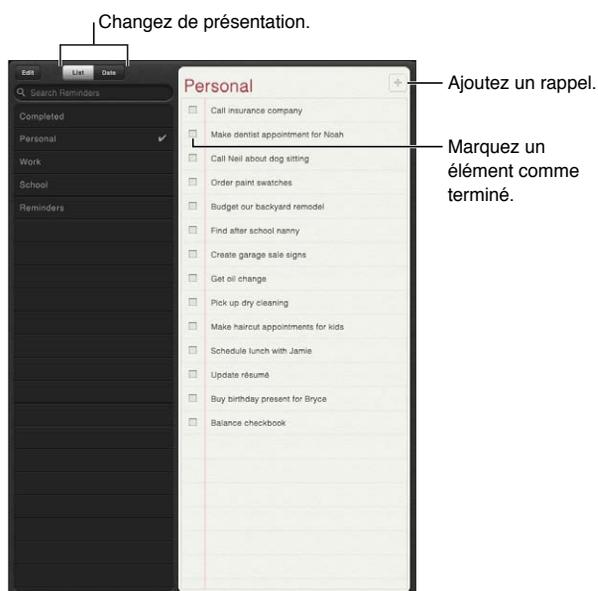 Changez de présentation.
Edit List Date
Search Reminders
Completed
Personal
Work
School
Reminders
Personal
Call insurance company
Make dentist appointment for Noah
Call Neil about dog sitting
Order paint swatches
Budget our backyard remodel
Find after school nanny
Create garage sale signs
Get oil change
Pick up dry cleaning
Make haircut appointments for kids
Schedule lunch with Jamie
Update résumé
Buy birthday present for Bryce
Balance checkbook
Ajoutez un rappel.
Marquez un
élément comme
terminé.